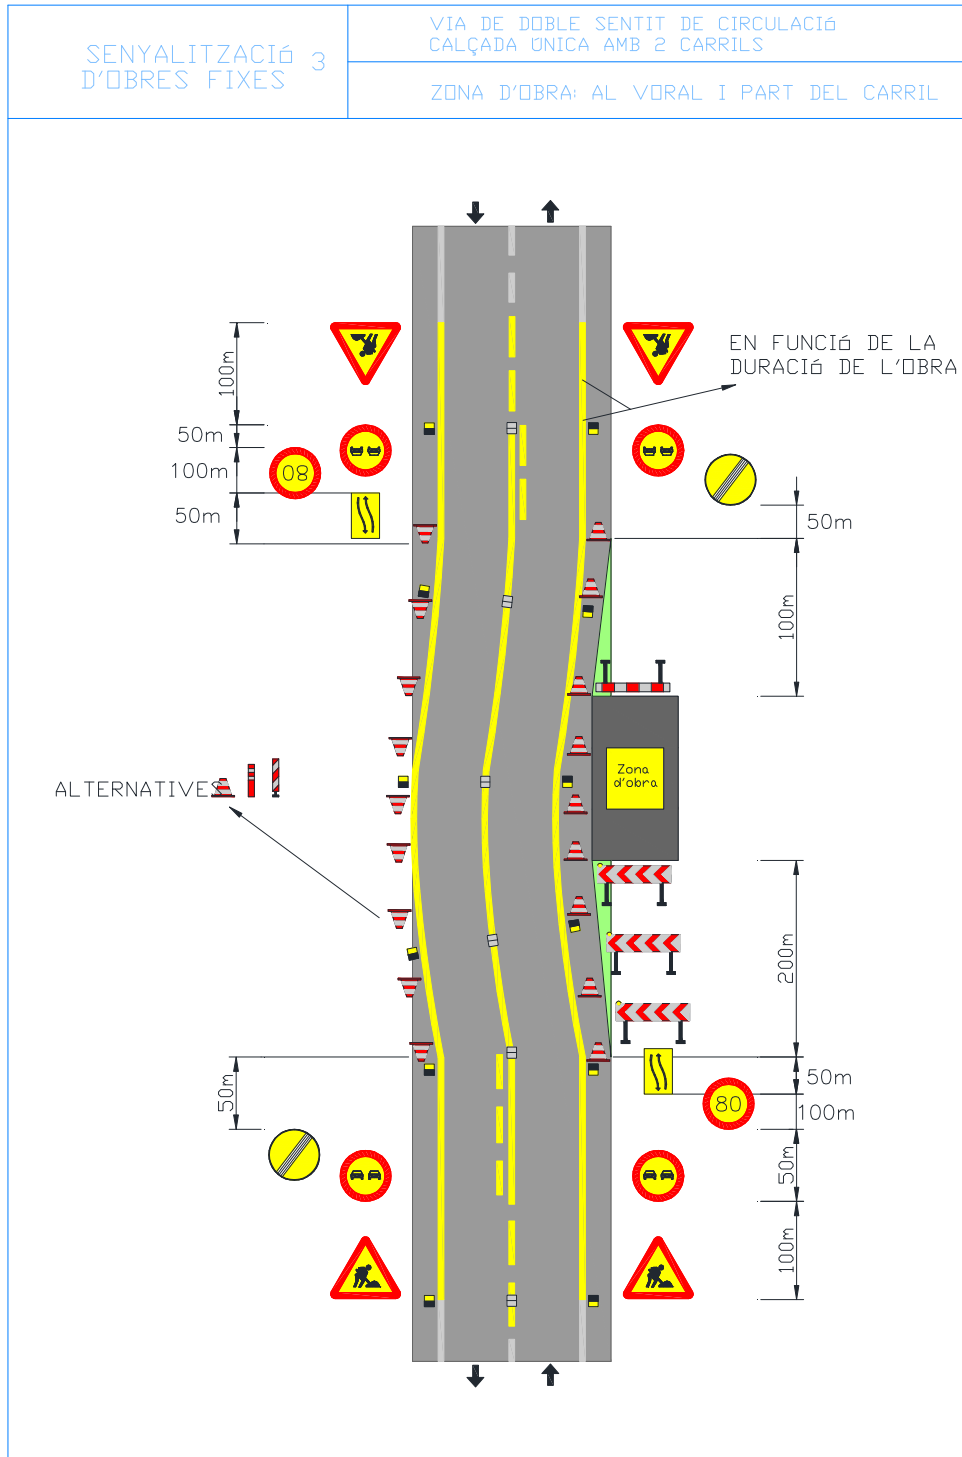 SENYALITZACIó 3
D'OBRES FIXES
VIA DE DOBLE SENTIT DE CIRCULACIó
CALÇADA ÚNICA AMB 2 CARRILS
ZONA D'OBRA: AL VORAL I PART DEL CARRIL
EN FUNCIó DE LA
DURACIó DE L'OBRA
100m
50m
100m
80
50m
50m
100m
ALTERNATIVES
Zona
d'obra
200m
50m
50m
80
100m
50m
100m